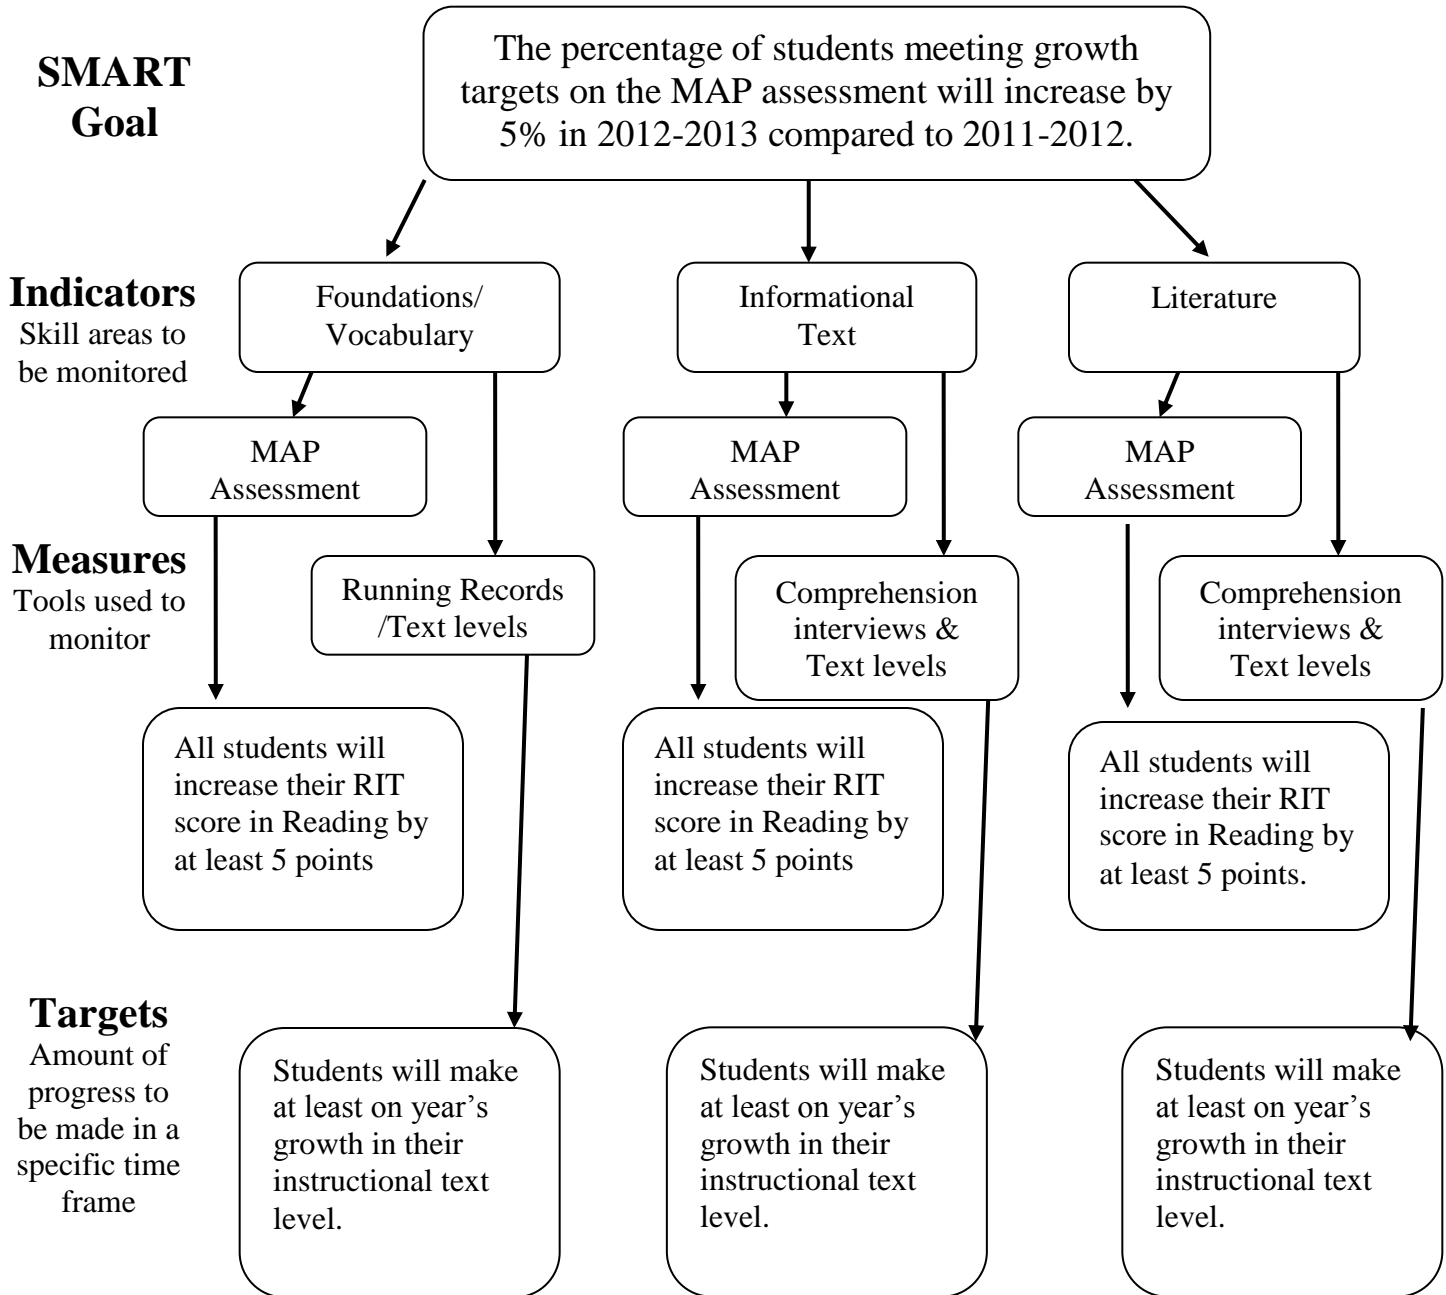 SMART
Goal
The percentage of students meeting growth
targets on the MAP assessment will increase by
5% in 2012-2013 compared to 2011-2012.
Indicators
Skill areas to
be monitored
Foundations/
Vocabulary
Informational
Text
Literature
MAP
Assessment
MAP
Assessment
MAP
Assessment
Measures
Tools used to
monitor
Running Records
/Text levels
Comprehension
interviews &
Text levels
Comprehension
interviews &
Text levels
All students will
increase their RIT
score in Reading by
at least 5 points
All students will
increase their RIT
score in Reading by
at least 5 points
All students will
increase their RIT
score in Reading by
at least 5 points.
Targets
Amount of
progress to
be made in a
specific time
frame
Students will make
at least on year’s
growth in their
instructional text
level.
Students will make
at least on year’s
growth in their
instructional text
level.
Students will make
at least on year’s
growth in their
instructional text
level.